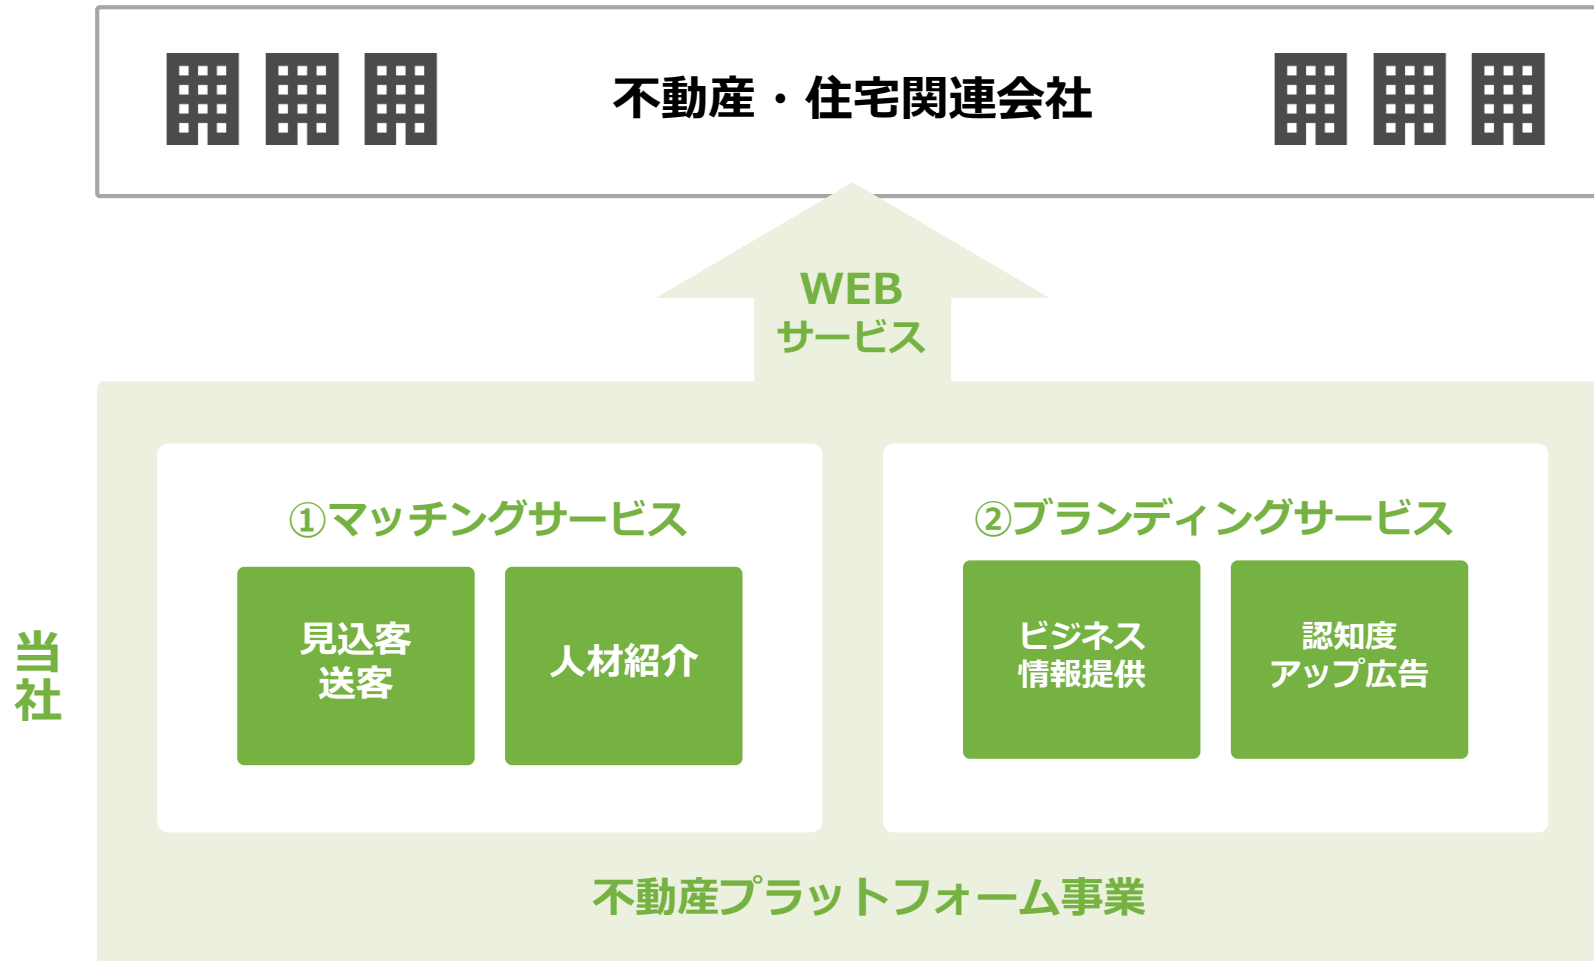 不動産・住宅関連会社
WEB
サービス
①マッチングサービス
見込客
送客
人材紹介
②ブランディングサービス
ビジネス
情報提供
認知度
アップ広告
当社
不動産プラットフォーム事業